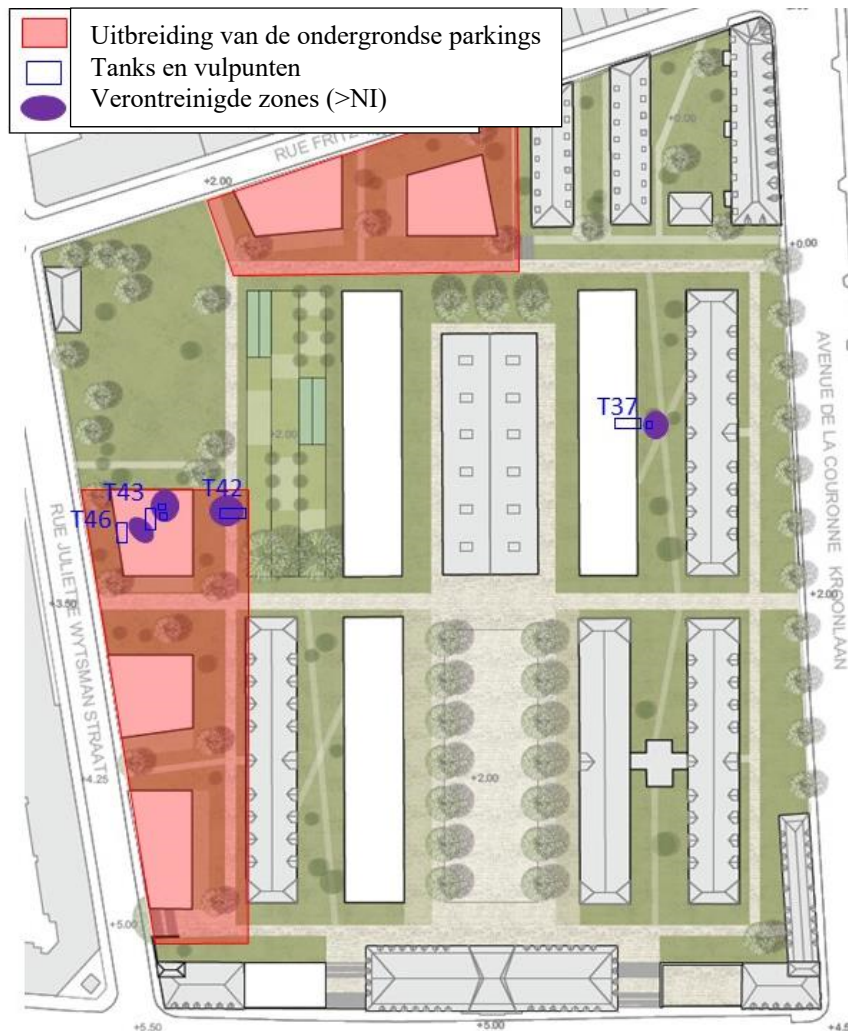 Uitbreiding van de ondergrondse parkings
Tanks en vulpunten
Verontreinigde zones (>NI)
RUE FRITZ
+2.00
+0.00
+0.00
T37
+2.00
T43
T42
T46
+3.50
+2.00
RUE JULIETTE WYTSMAN STRAAT
AVENUE DE LA COURONNE KROONLAAN
+4.25
+2.00
+5.00
+5.50
+5.00